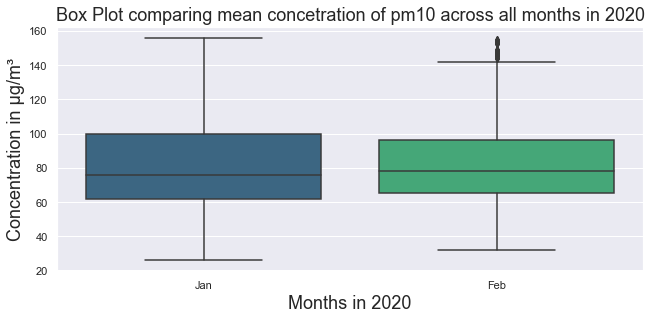 Box Plot comparing mean concetration of pm10 across all months in 2020
Concentration in µg/m³
160
140
120
100
80
60
40
20
Jan
Feb
Months in 2020